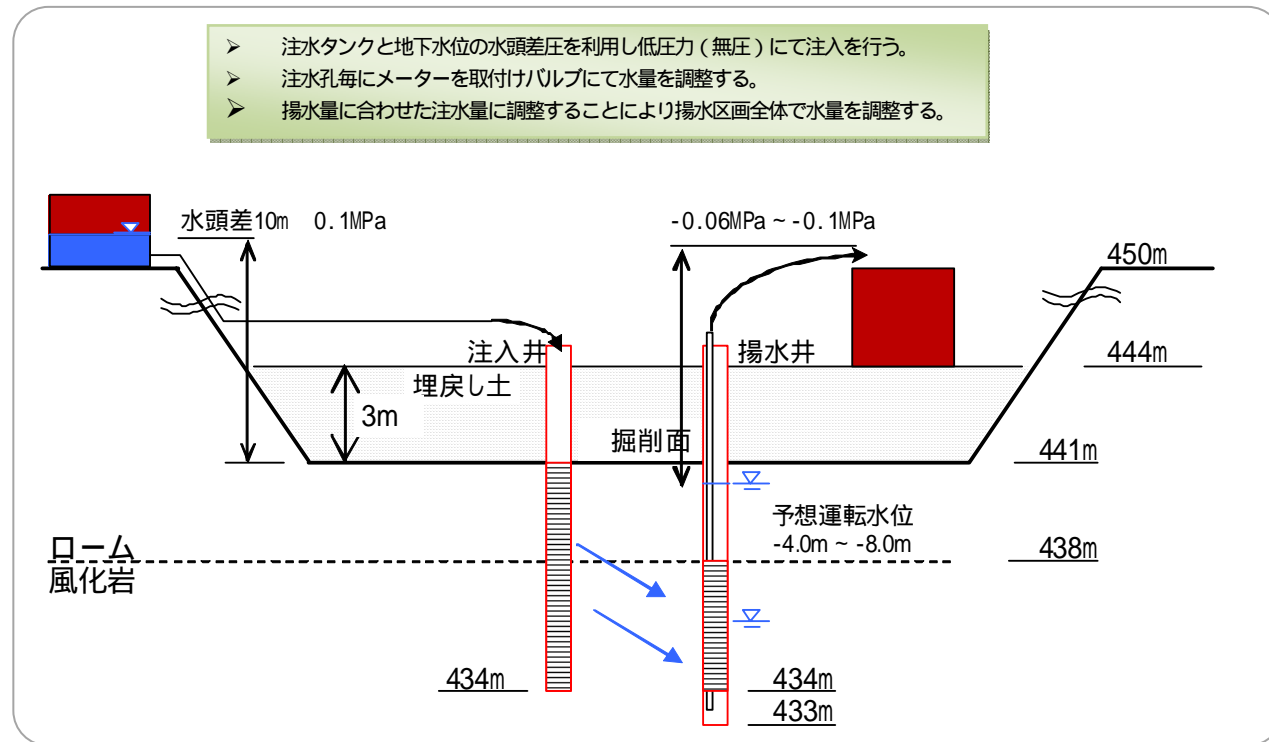 ➢ 注水タンクと地下水位の水頭差圧を利用し低圧力(無圧)にて注入を行う。
➢ 注水孔毎にメーターを取付けバルブにて水量を調整する。
➢ 揚水量に合わせた注水量に調整することにより揚水区画全体で水量を調整する。
水頭差10m 0.1MPa
-0.06MPa~-0.1MPa
450m
注入井
揚水井
444m
埋戻し土
3m
掘削面
441m
予想運転水位
-4.0m~-8.0m
ローム
438m
風化岩
434m
434m
433m